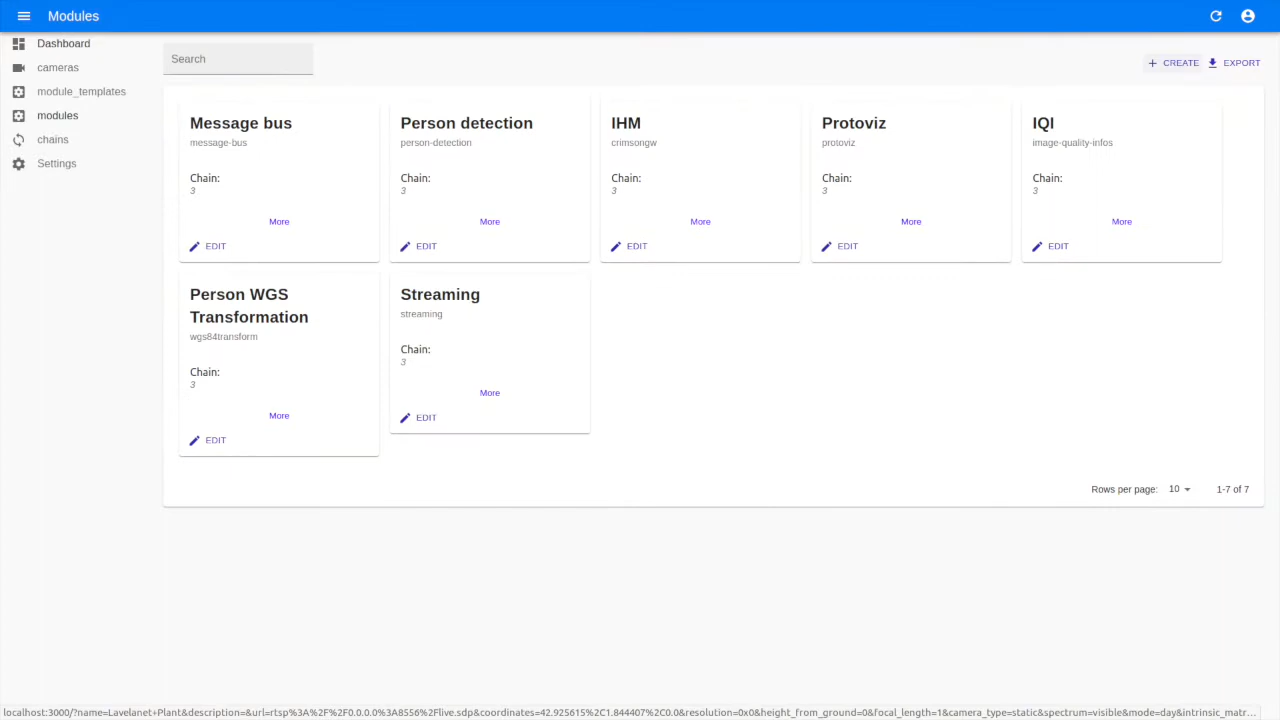 Modules
Dashboard
cameras
module_templates
modules
chains
Settings
Search
CREATE
EXPORT
Message bus
message-bus
Chain:
3
More
EDIT
Person detection
person-detection
Chain:
3
More
EDIT
IHM
crimsongw
Chain:
3
More
EDIT
Protoviz
protoviz
Chain:
3
More
EDIT
IQI
image-quality-infos
Chain:
3
More
EDIT
Person WGS
Transformation
wgs84transform
Chain:
3
More
EDIT
Streaming
streaming
Chain:
3
More
EDIT
Rows per page: 10 1-7 of 7
localhost:3000/?name=Lavelanet+Plant&description=&url=rtsp%3A%2F%2F0.0.0.0%3A8556%2Flive.sdp&coordinates=42.925615%2C1.844407%2C0.0&resolution=0x0&height_from_ground=0&focal_length=1&camera_type=static&spectrum=visible&mode=day&intrinsic_matr...